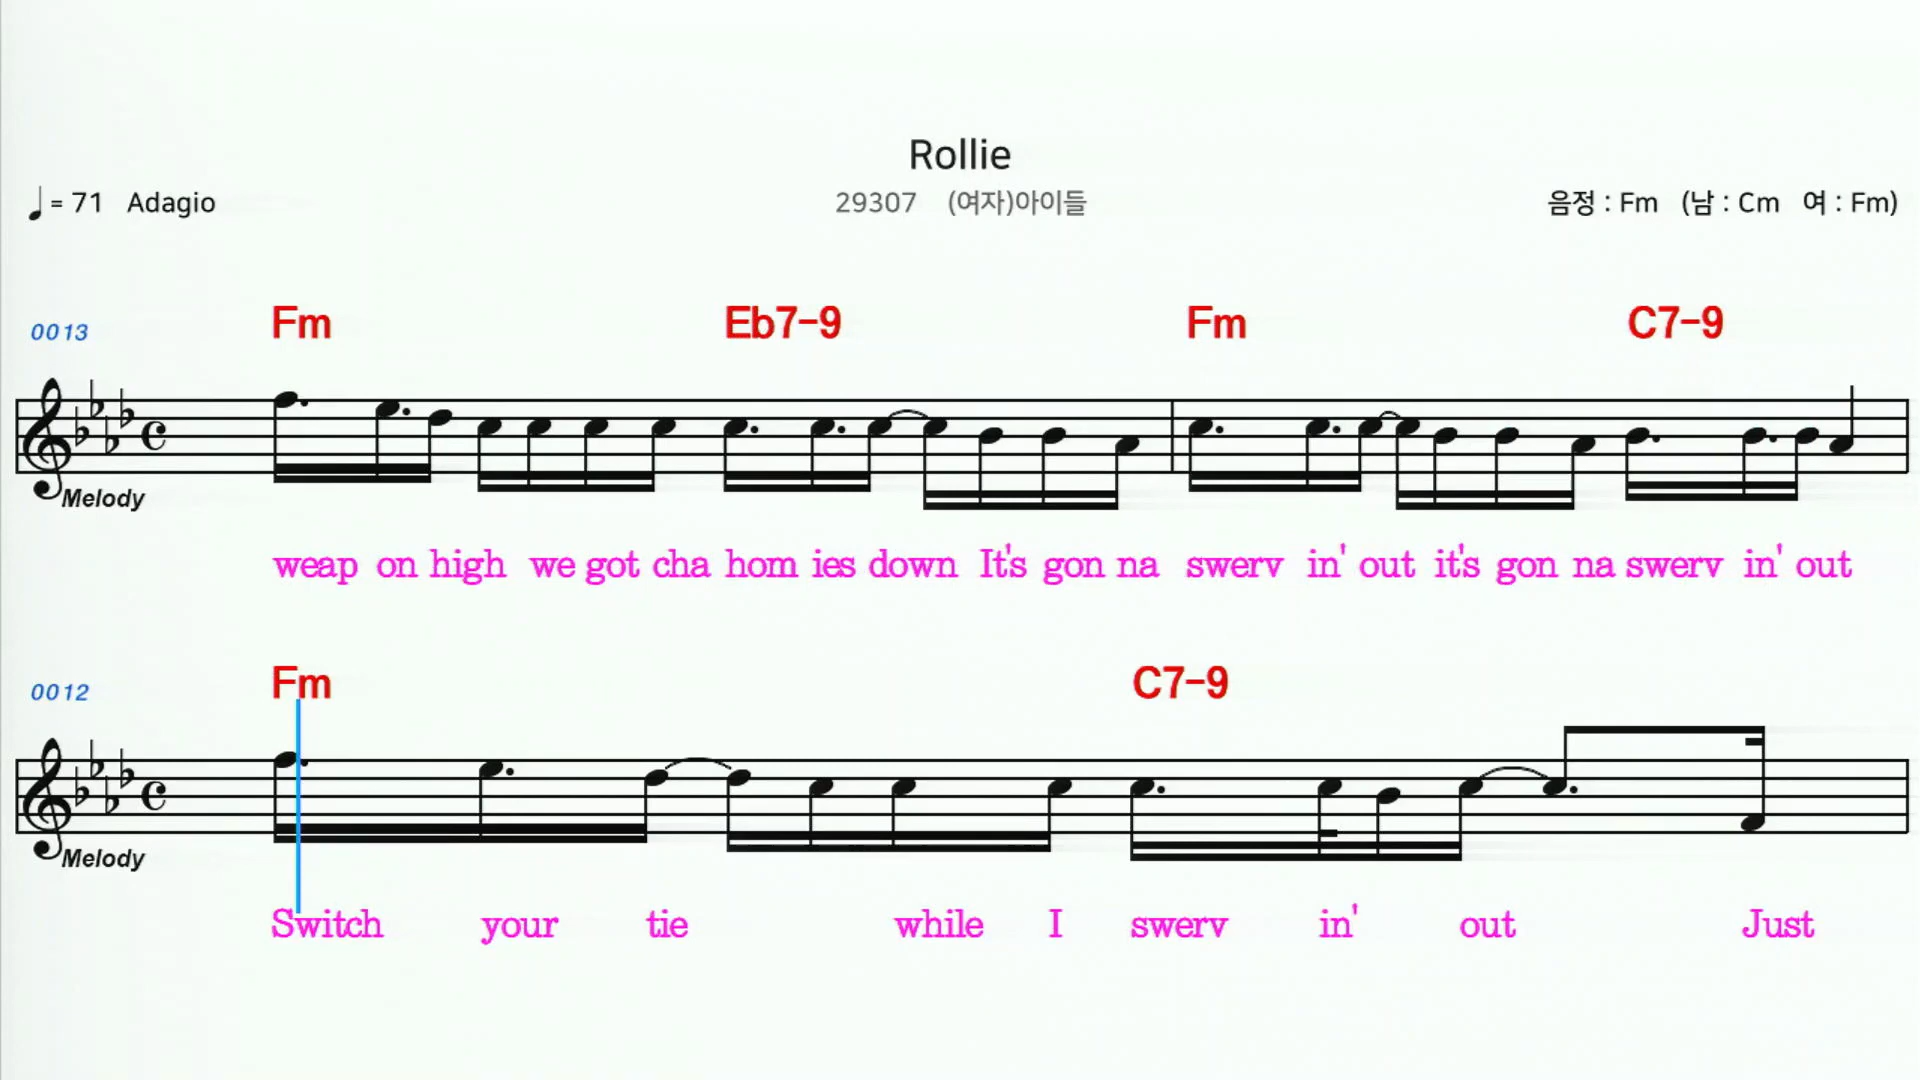 Rollie
♩ = 71 Adagio 29307 (여자)아이들 음정 : Fm (남 : Cm 여 : Fm)
0013 Fm Eb7-9 Fm C7-9
Melody
weap on high we got cha hom ies down It's gon na swerv in' out it's gon na swerv in' out
0012 Fm C7-9
Melody
Switch your tie while I swerv in' out Just